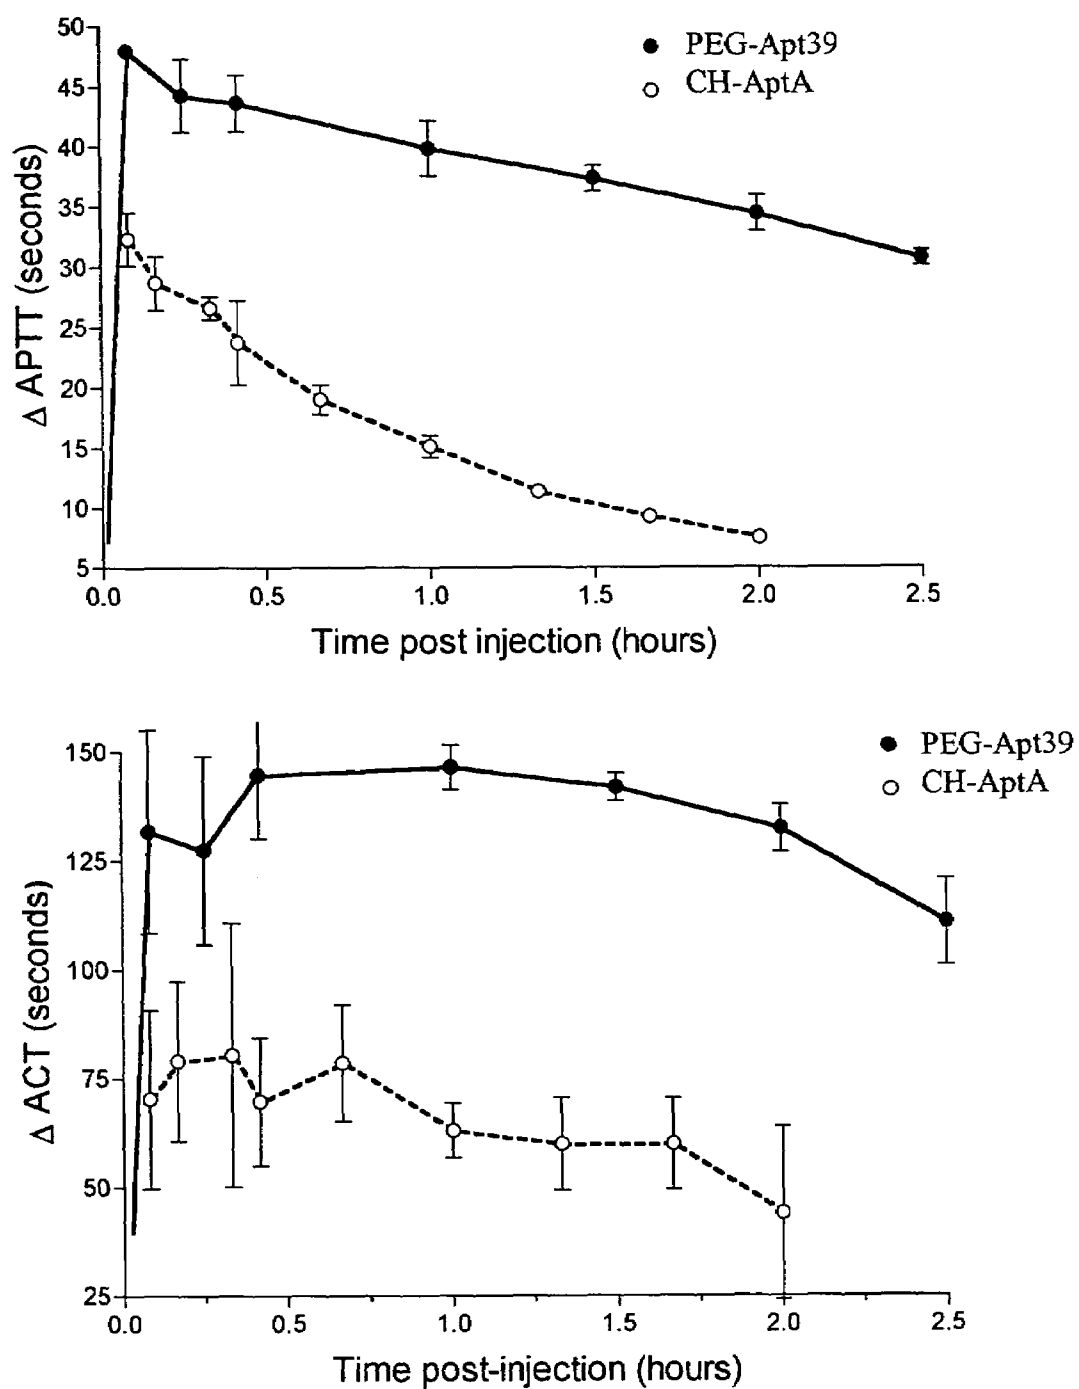 PEG-Apt39
CH-AptA
50
45
40
35
30
25
20
15
10
5
Δ APTT (seconds)
0.0 0.5 1.0 1.5 2.0 2.5
Time post injection (hours)
PEG-Apt39
CH-AptA
150
125
100
75
50
25
Δ ACT (seconds)
0.0 0.5 1.0 1.5 2.0 2.5
Time post-injection (hours)